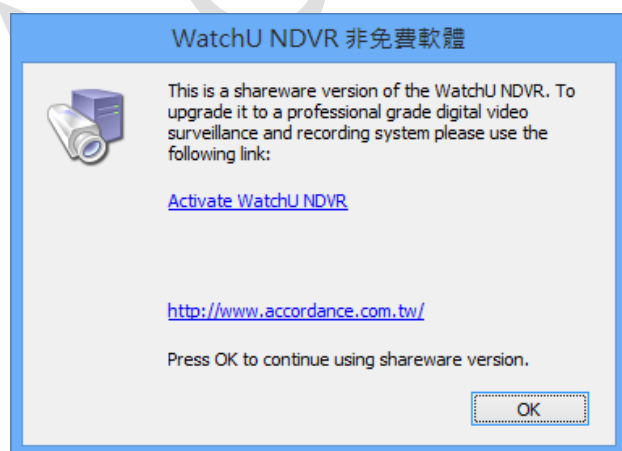 WatchU NDVR 非免費軟體
This is a shareware version of the WatchU NDVR. To
upgrade it to a professional grade digital video
surveillance and recording system please use the
following link:
Activate WatchU NDVR
http://www.accordance.com.tw/
Press OK to continue using shareware version.
OK